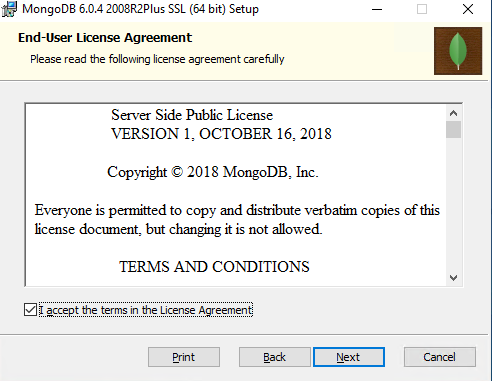 MongoDB 6.0.4 2008R2Plus SSL (64 bit) Setup
End-User License Agreement
Please read the following license agreement carefully
Server Side Public License
VERSION 1, OCTOBER 16, 2018
Copyright © 2018 MongoDB, Inc.
Everyone is permitted to copy and distribute verbatim copies of this
license document, but changing it is not allowed.
TERMS AND CONDITIONS
I accept the terms in the License Agreement
Print Back Next Cancel